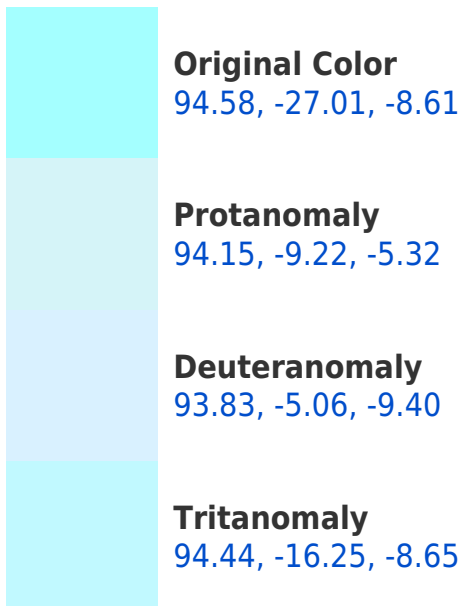 Original Color
94.58, -27.01, -8.61
Protanomaly
94.15, -9.22, -5.32
Deuteranomaly
93.83, -5.06, -9.40
Tritanomaly
94.44, -16.25, -8.65